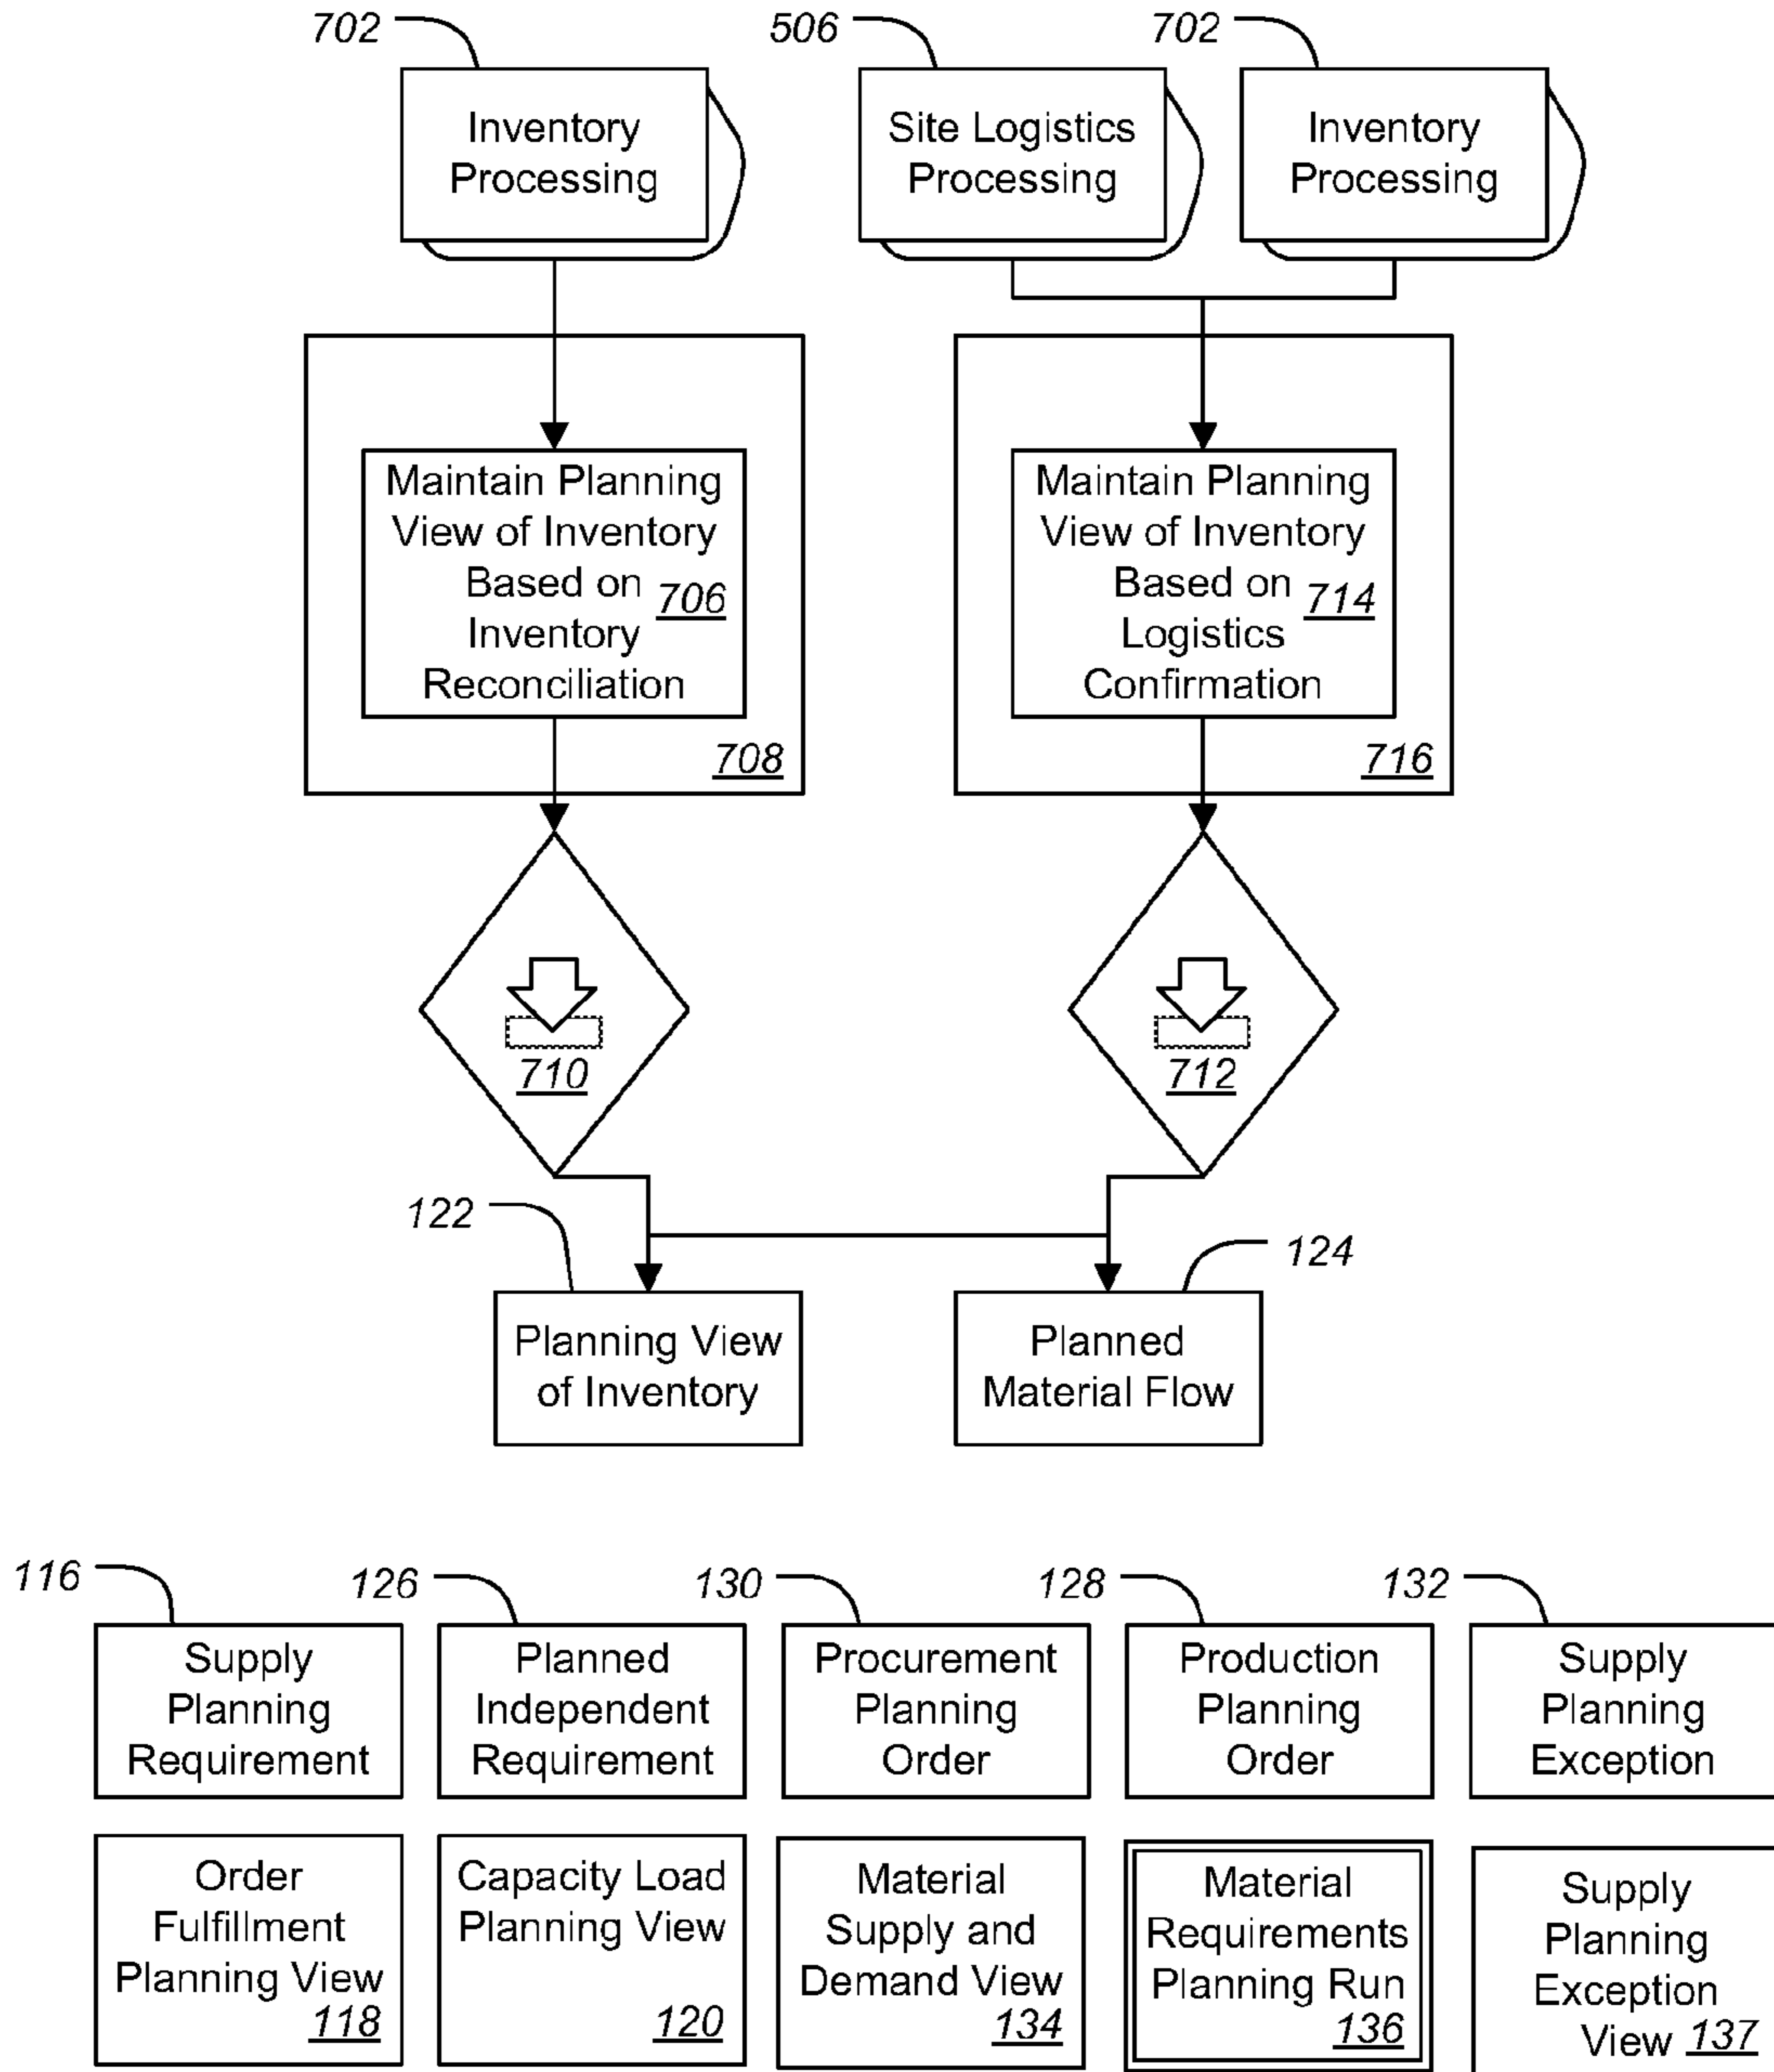 702
506
702
Inventory
Processing
Site Logistics
Processing
Inventory
Processing
Maintain Planning
View of Inventory
Based on
706
Inventory
Reconciliation
708
Maintain Planning
View of Inventory
Based on
714
Logistics
Confirmation
716
710
712
122
124
Planning View
of Inventory
Planned
Material Flow
116
126
130
128
132
Supply
Planning
Requirement
Planned
Independent
Requirement
Procurement
Planning
Order
Production
Planning
Order
Supply
Planning
Exception
Order
Fulfillment
Planning View
118
Capacity Load
Planning View
120
Material
Supply and
Demand View
134
Material
Requirements
Planning Run
136
Supply
Planning
Exception
View 137